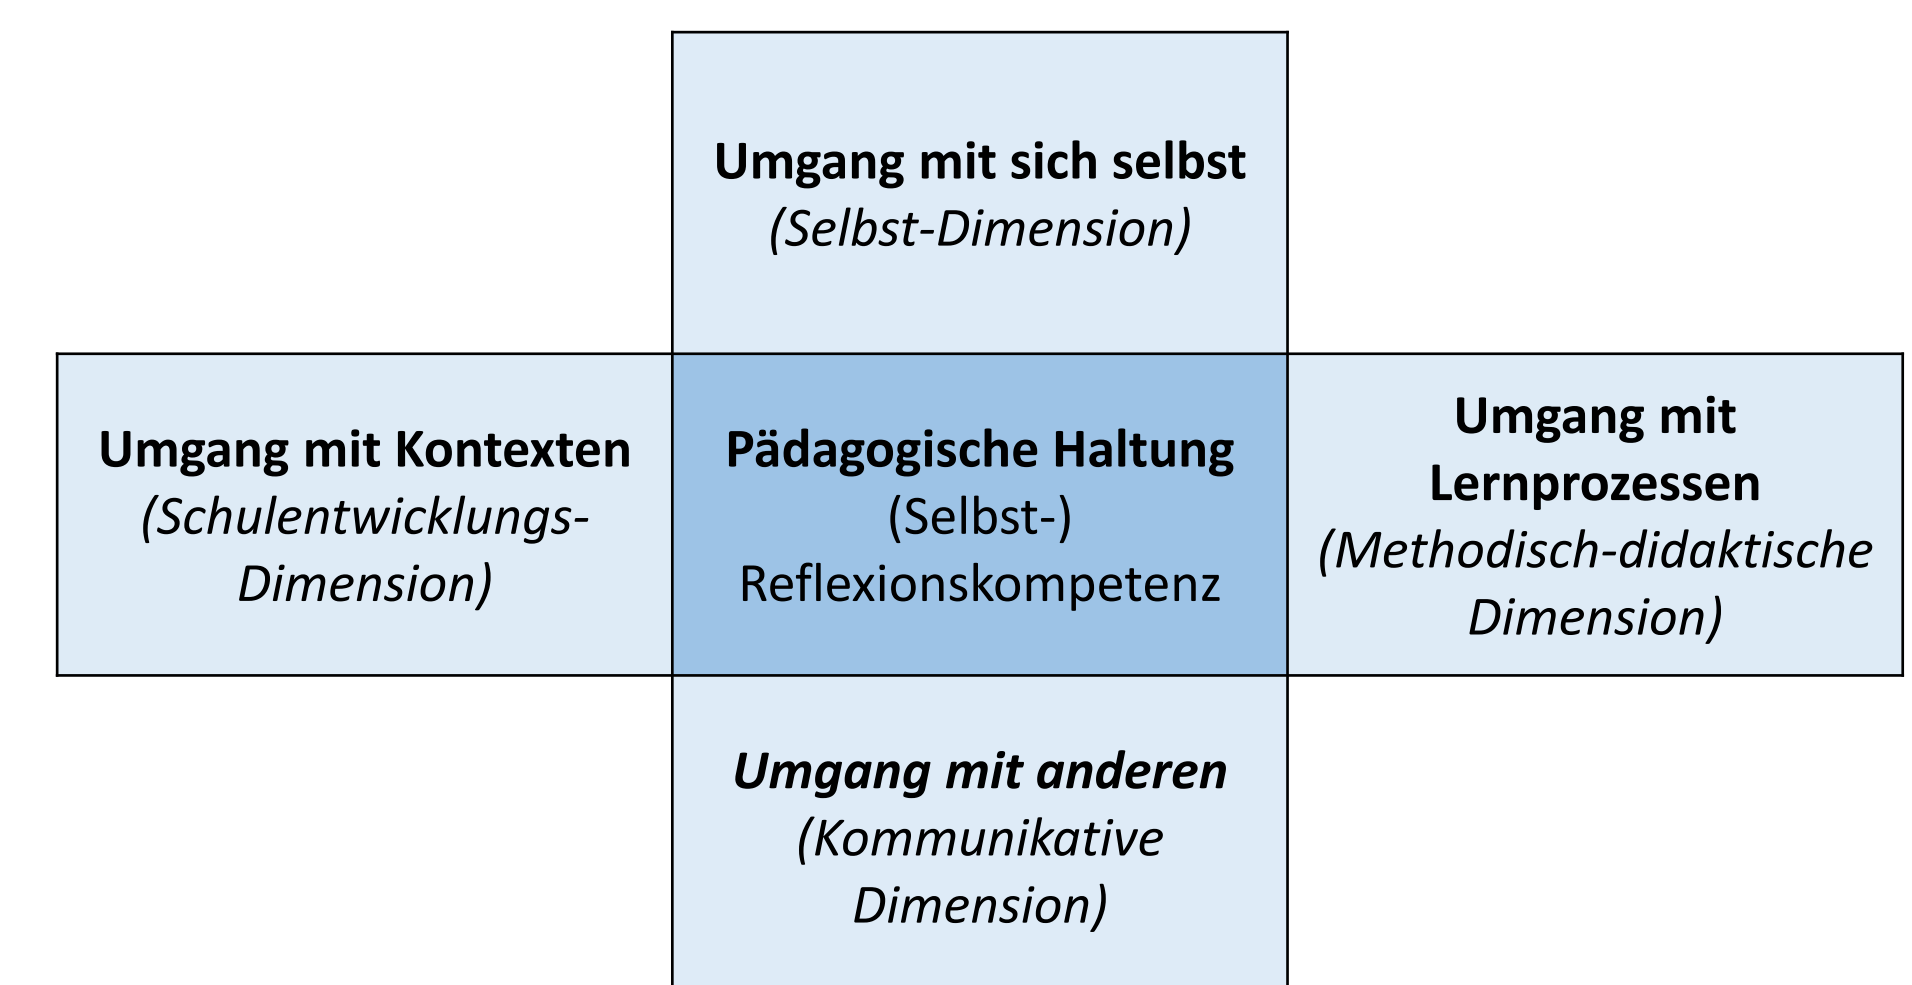 Umgang mit sich selbst
(Selbst-Dimension)
Umgang mit Kontexten
(Schulentwicklungs-
Dimension)
Pädagogische Haltung
(Selbst-)
Reflexionskompetenz
Umgang mit
Lernprozessen
(Methodisch-didaktische
Dimension)
Umgang mit anderen
(Kommunikative
Dimension)